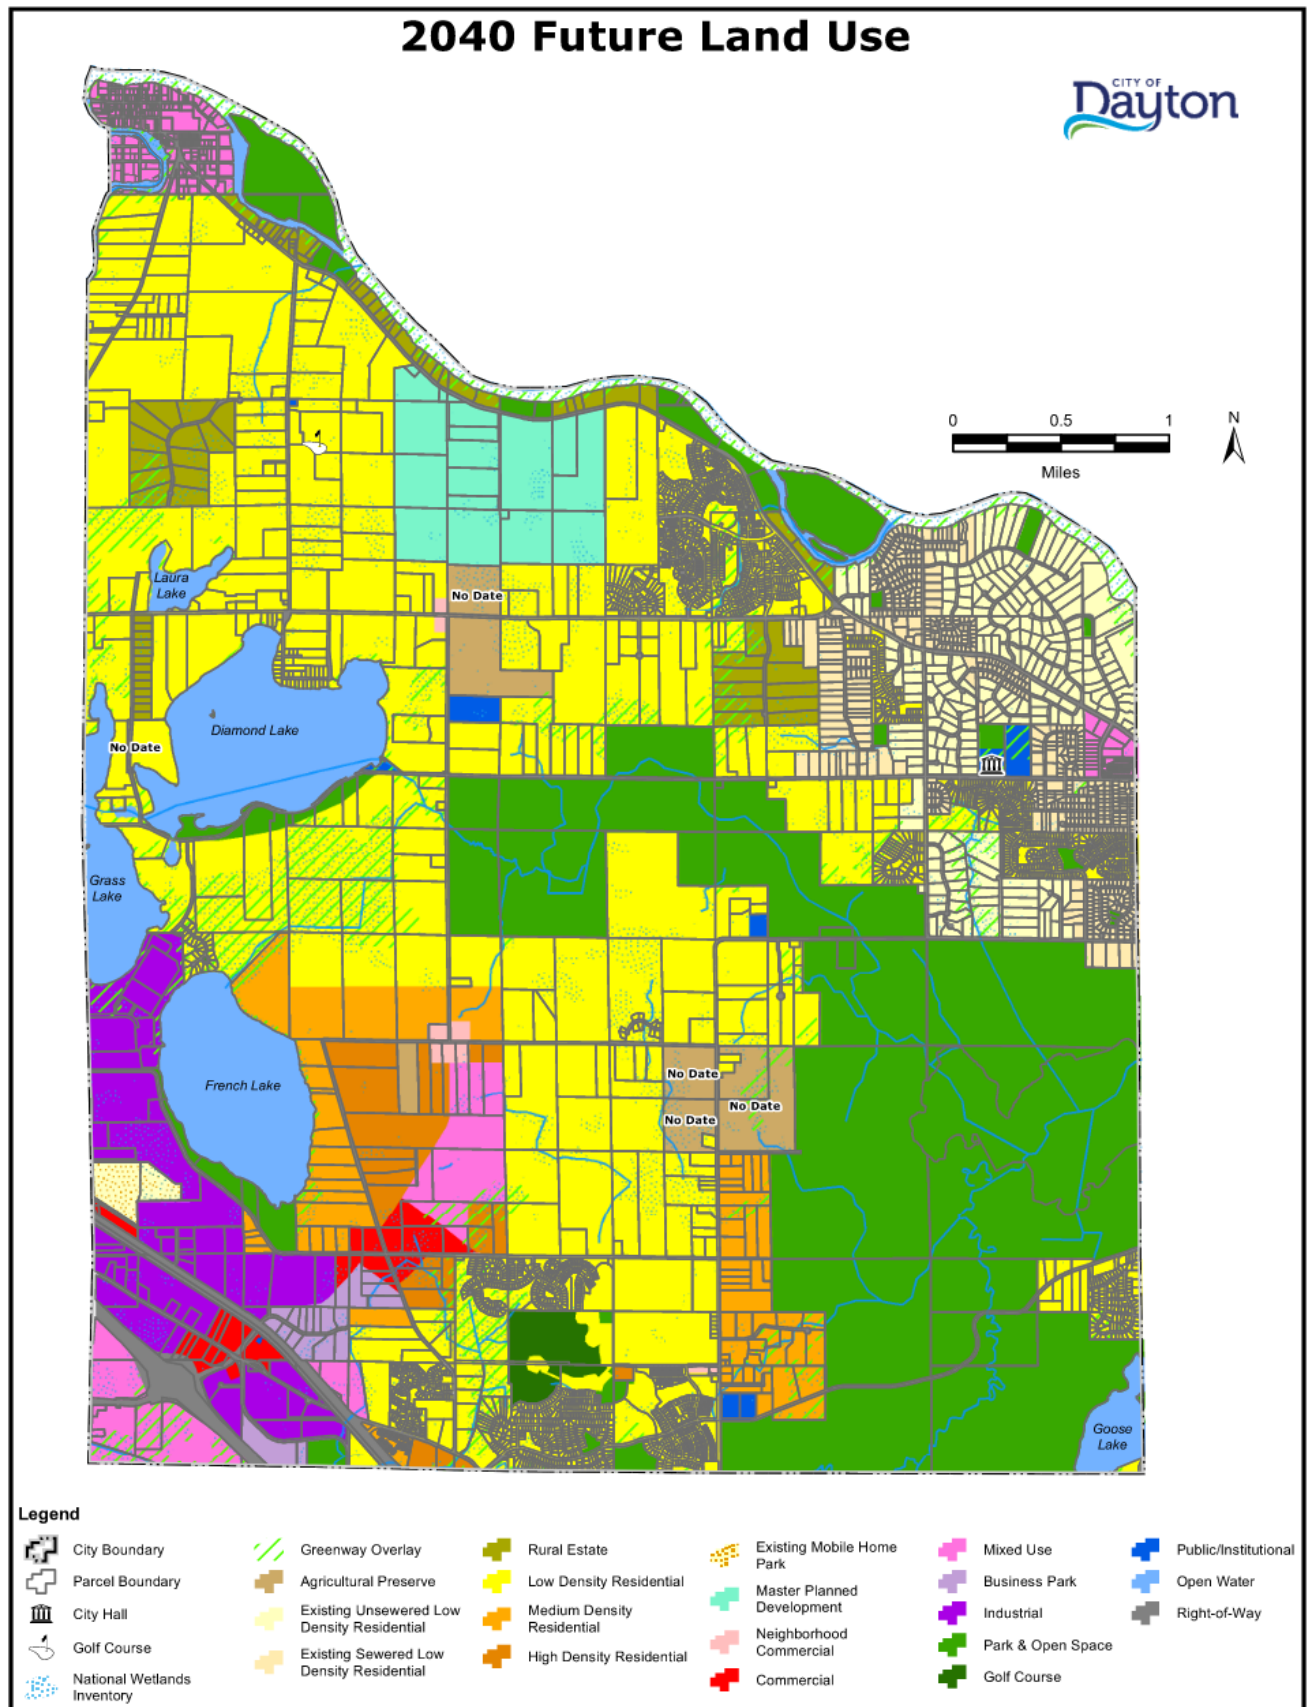 2040 Future Land Use
CITY OF
Dayton
0 0.5 1
Miles
N
Laura
Lake
No Date
Diamond Lake
No Date
Grass
Lake
French Lake
No Date
No Date
No Date
Goose
Lake
Legend
City Boundary
Parcel Boundary
City Hall
Golf Course
National Wetlands
Inventory
Greenway Overlay
Agricultural Preserve
Existing Unsewered Low
Density Residential
Existing Sewered Low
Density Residential
Rural Estate
Low Density Residential
Medium Density
Residential
High Density Residential
Existing Mobile Home
Park
Master Planned
Development
Neighborhood
Commercial
Commercial
Mixed Use
Business Park
Industrial
Park & Open Space
Golf Course
Public/Institutional
Open Water
Right-of-Way